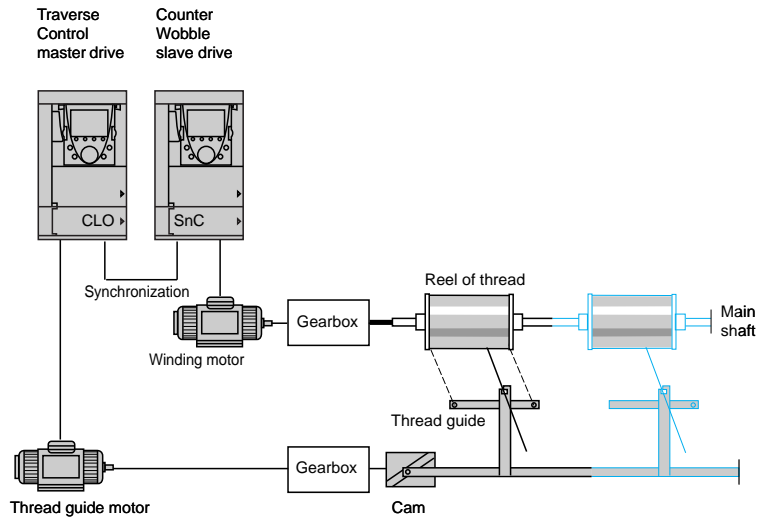 Traverse
Control
master drive
Counter
Wobble
slave drive
CLO
SnC
Synchronization
Reel of thread
Gearbox
Main
shaft
Winding motor
Thread guide
Gearbox
Thread guide motor
Cam